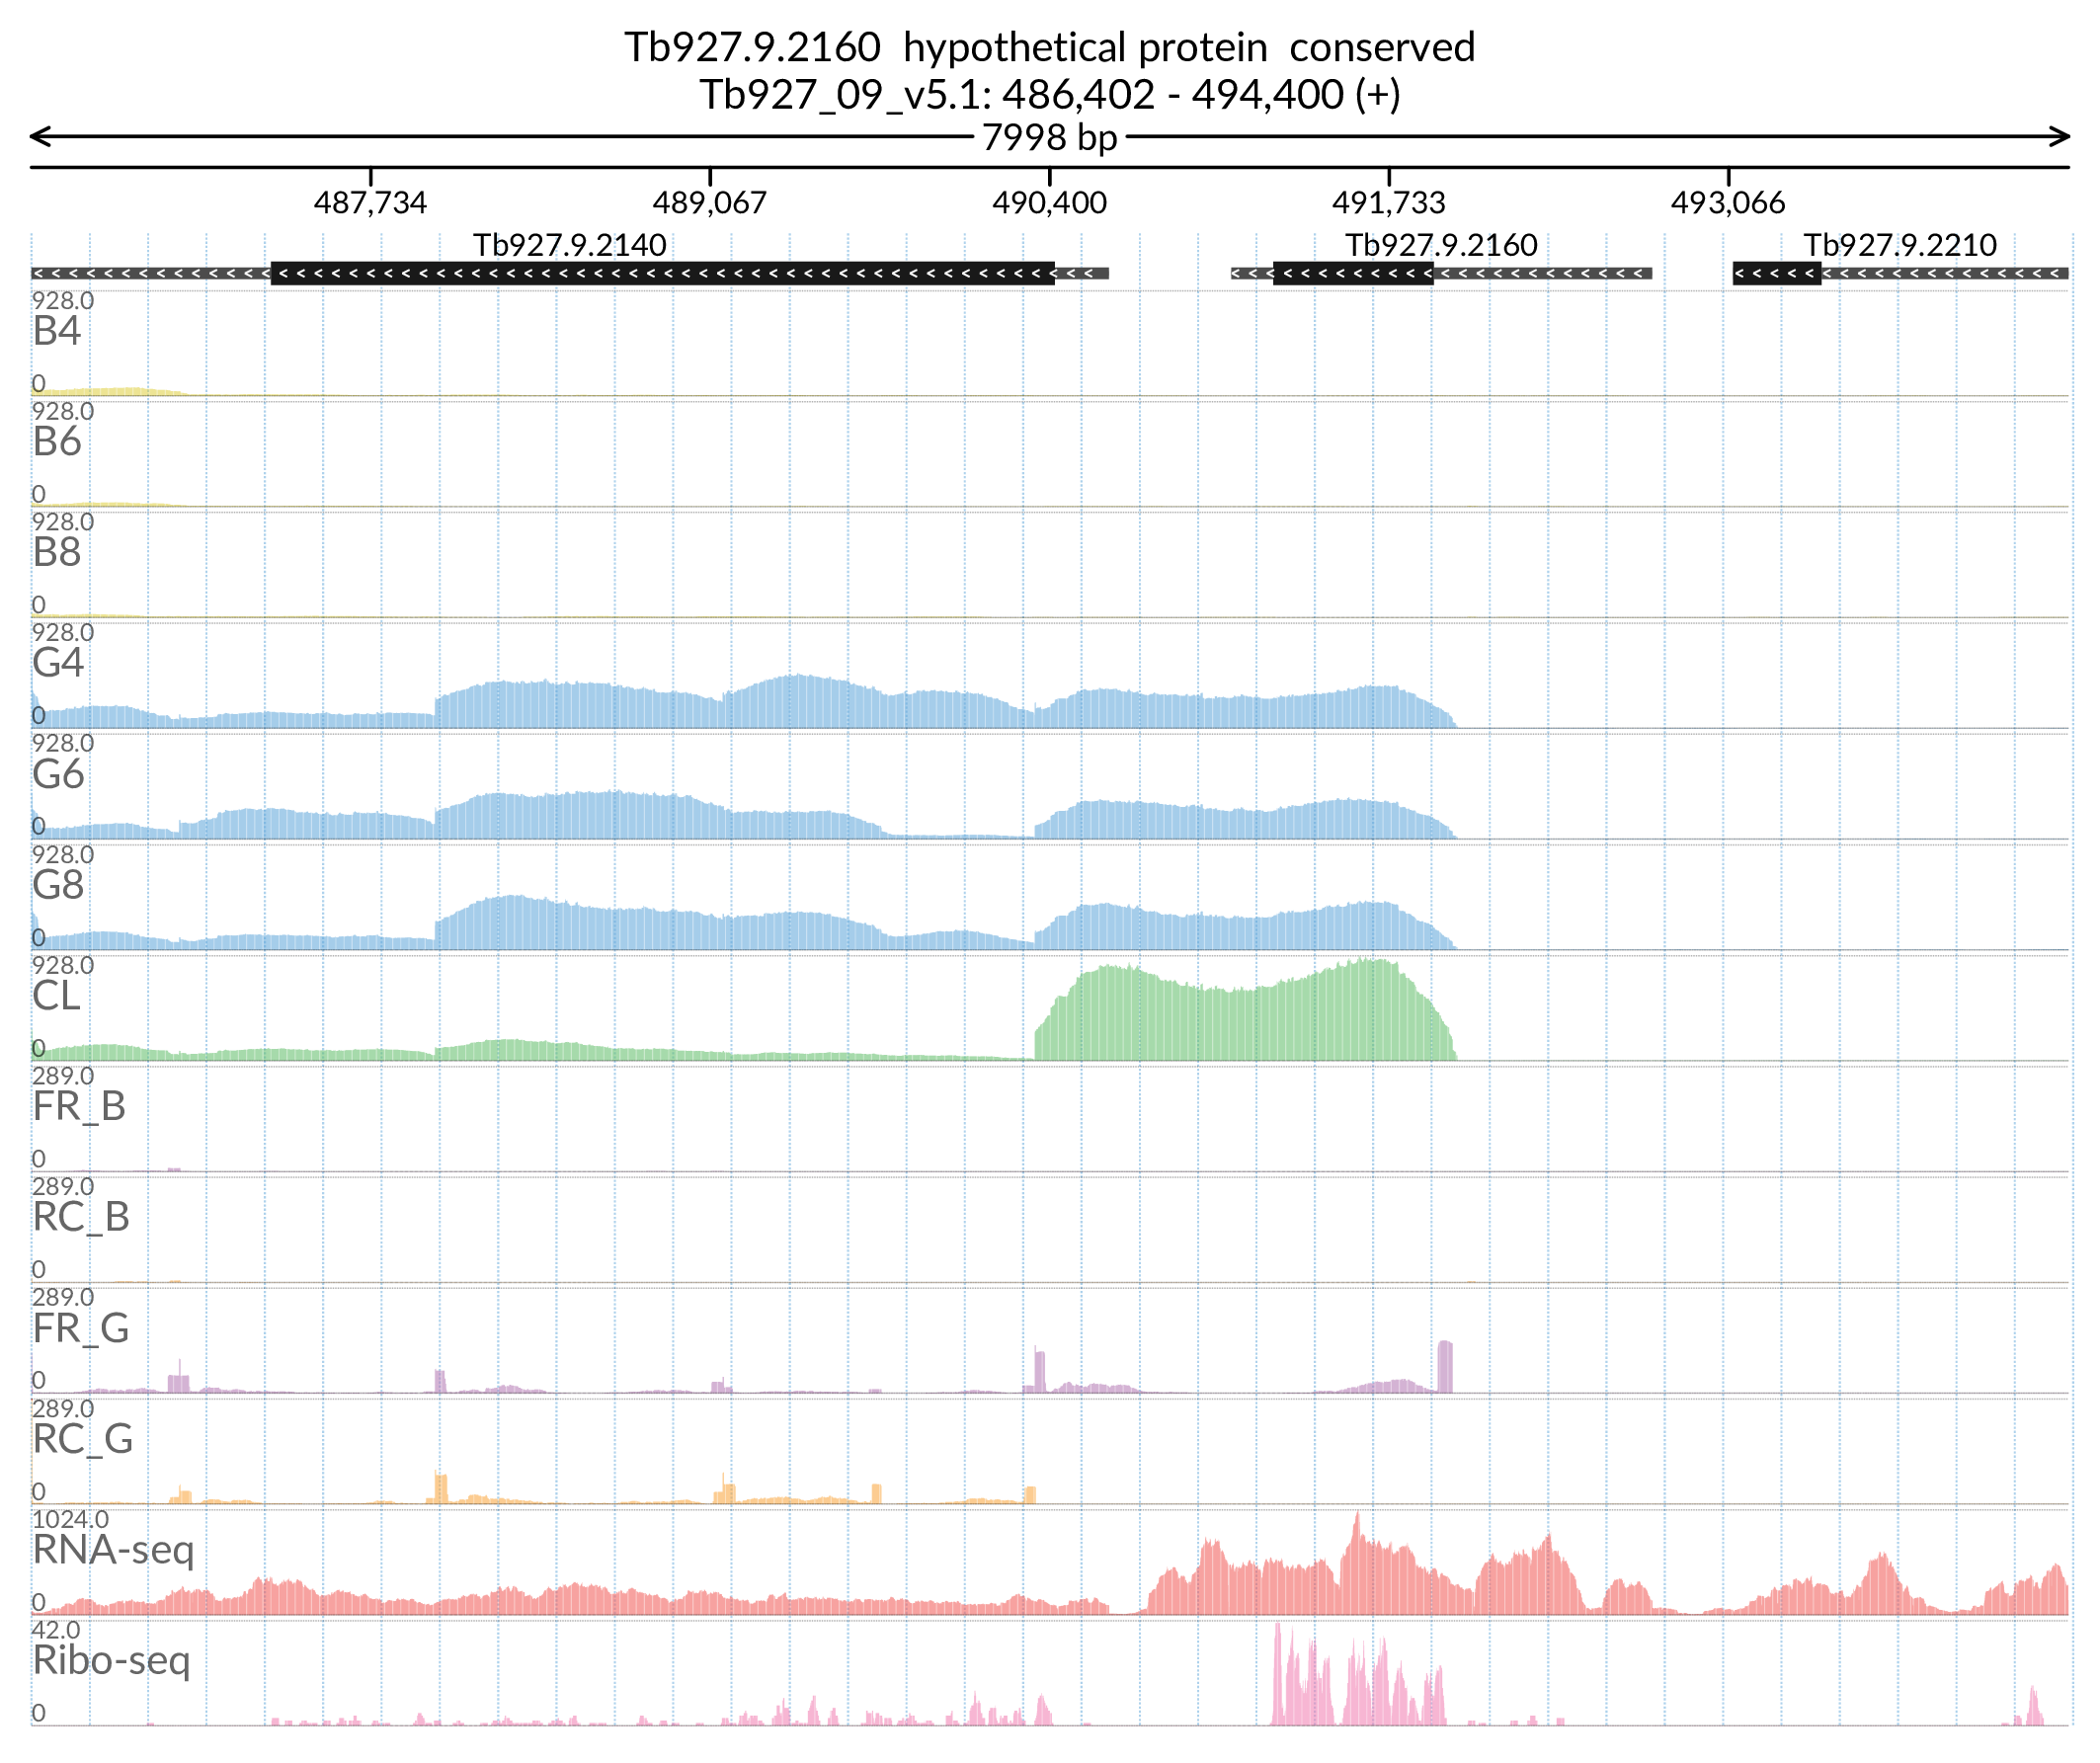 Tb927.9.2160  hypothetical protein  conserved
Tb927_09_v5.1: 486,402 - 494,400 (+)
7998 bp
487,734 489,067 490,400 491,733 493,066
Tb927.9.2140 Tb927.9.2160 Tb927.9.2210
928.0
B4
0
928.0
B6
0
928.0
B8
0
928.0
G4
0
928.0
G6
0
928.0
G8
0
928.0
CL
0
289.0
FR_B
0
289.0
RC_B
0
289.0
FR_G
0
289.0
RC_G
0
1024.0
RNA-seq
0
42.0
Ribo-seq
0